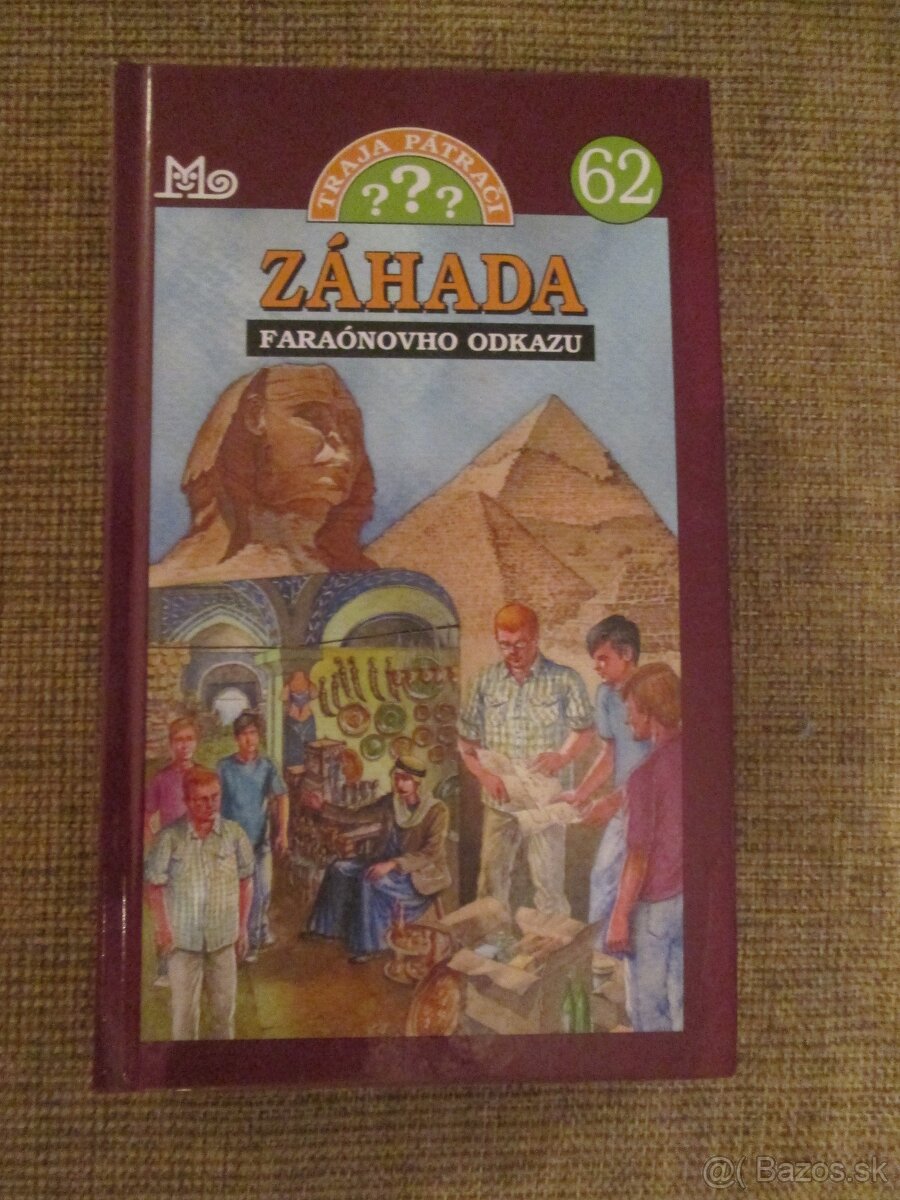 TRAJA PÁTRAČI
???
62
ZÁHADA
FARAÓNOVHO ODKAZU
@( Bazos.sk